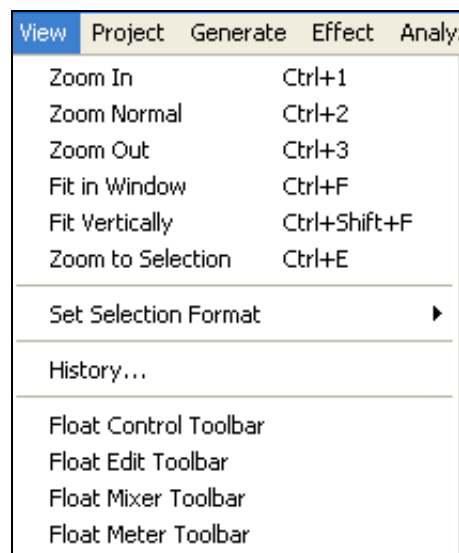 View Project Generate Effect Analy
Zoom In Ctrl+1
Zoom Normal Ctrl+2
Zoom Out Ctrl+3
Fit in Window Ctrl+F
Fit Vertically Ctrl+Shift+F
Zoom to Selection Ctrl+E
Set Selection Format
History...
Float Control Toolbar
Float Edit Toolbar
Float Mixer Toolbar
Float Meter Toolbar